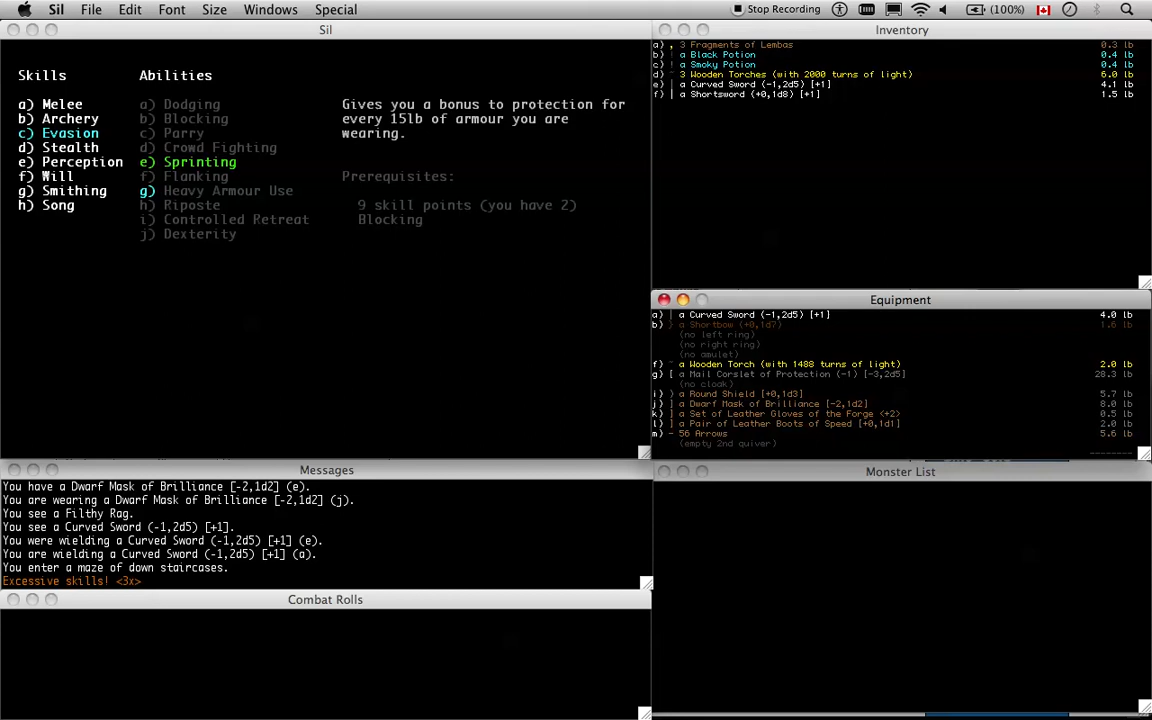 Sil File Edit Font Size Windows Special Stop Recording (100%)
Sil
Skills Abilities
a) Melee a) Dodging Gives you a bonus to protection for
b) Archery b) Blocking every 15lb of armour you are
c) Evasion c) Parry wearing.
d) Stealth d) Crowd Fighting
e) Perception e) Sprinting
f) Will f) Flanking Prerequisites:
g) Smithing g) Heavy Armour Use
h) Song h) Riposte 9 skill points (you have 2)
i) Controlled Retreat Blocking
j) Dexterity
Inventory
a) , 3 Fragments of Lembas 0.3 lb
b) ! a Black Potion 0.4 lb
c) ! a Smoky Potion 0.4 lb
d) ~ 3 Wooden Torches (with 2000 turns of light) 6.0 lb
e) | a Curved Sword (-1,2d5) [+1] 4.1 lb
f) | a Shortsword (+0,1d8) [+1] 1.5 lb
Equipment
a) | a Curved Sword (-1,2d5) [+1] 4.0 lb
b) } a Shortbow (+0,1d7) 1.6 lb
(no left ring)
(no right ring)
(no amulet)
f) ~ a Wooden Torch (with 1488 turns of light) 2.0 lb
g) [ a Mail Corslet of Protection (-1) [-3,2d5] 28.3 lb
(no cloak)
i) ) a Round Shield [+0,1d3] 5.7 lb
j) ] a Dwarf Mask of Brilliance [-2,1d2] 8.0 lb
k) ] a Set of Leather Gloves of the Forge <+2> 0.5 lb
l) ] a Pair of Leather Boots of Speed [+0,1d1] 2.0 lb
m) - 56 Arrows 5.6 lb
(empty 2nd quiver)
Messages
You have a Dwarf Mask of Brilliance [-2,1d2] (e).
You are wearing a Dwarf Mask of Brilliance [-2,1d2] (j).
You see a Filthy Rag.
You see a Curved Sword (-1,2d5) [+1].
You were wielding a Curved Sword (-1,2d5) [+1] (e).
You are wielding a Curved Sword (-1,2d5) [+1] (a).
You enter a maze of down staircases.
Excessive skills! <3x>
Monster List
Combat Rolls